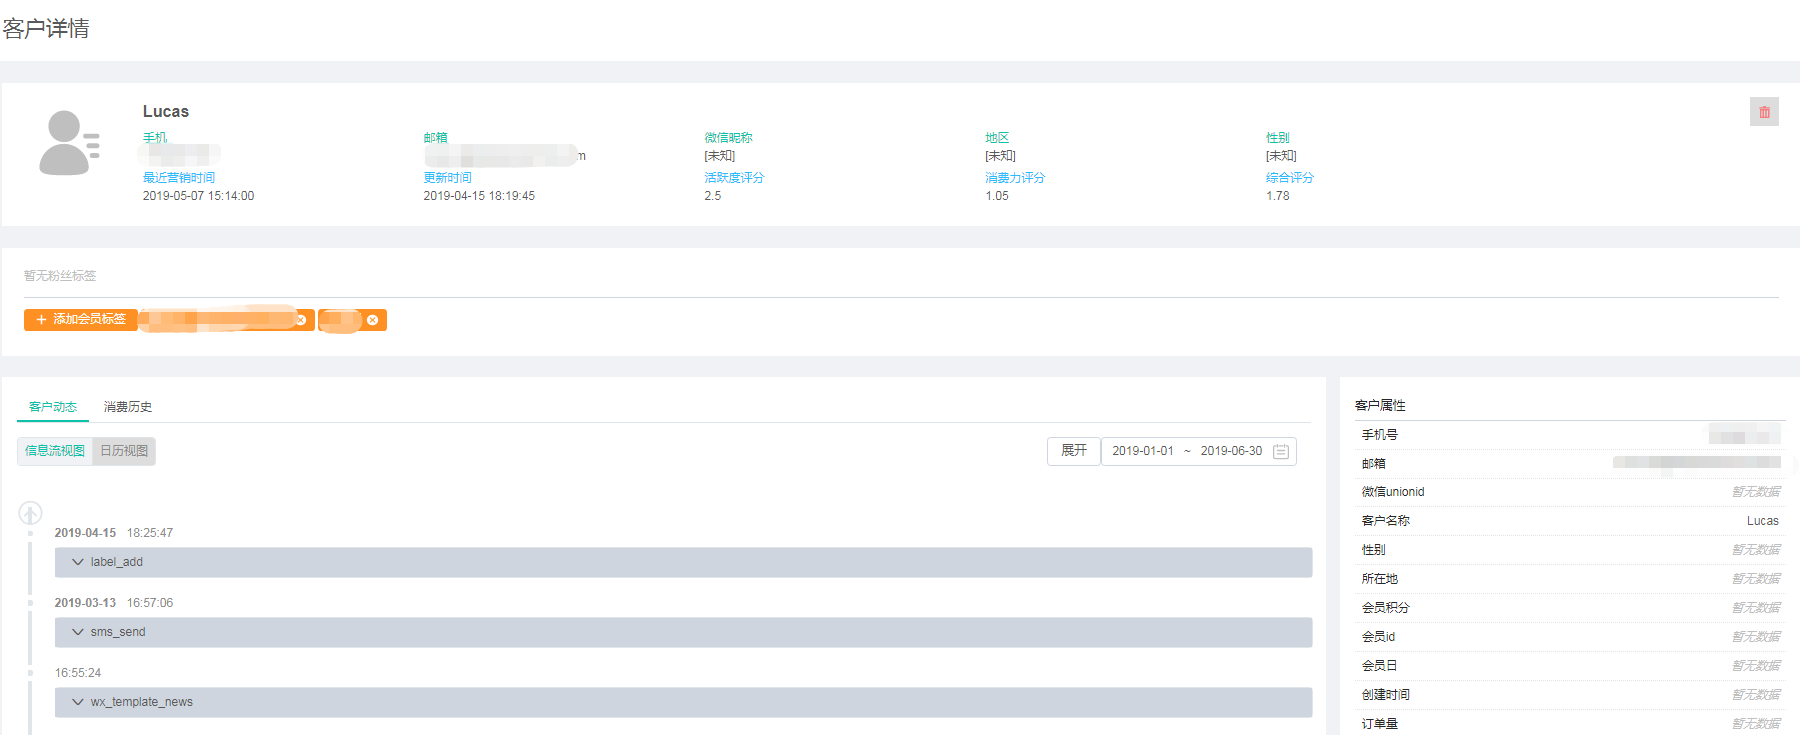 客户详情
Lucas
手机 邮箱 微信昵称 地区 性别
m [未知] [未知] [未知]
最近营销时间 更新时间 活跃度评分 消费力评分 综合评分
2019-05-07 15:14:00 2019-04-15 18:19:45 2.5 1.05 1.78
暂无粉丝标签
添加会员标签
客户动态 消费历史
信息流视图 日历视图 展开 2019-01-01 ~ 2019-06-30
2019-04-15 18:25:47
label_add
2019-03-13 16:57:06
sms_send
16:55:24
wx_template_news
客户属性
手机号
邮箱
微信unionid 暂无数据
客户名称 Lucas
性别 暂无数据
所在地 暂无数据
会员积分 暂无数据
会员id 暂无数据
会员日 暂无数据
创建时间 暂无数据
订单量 暂无数据